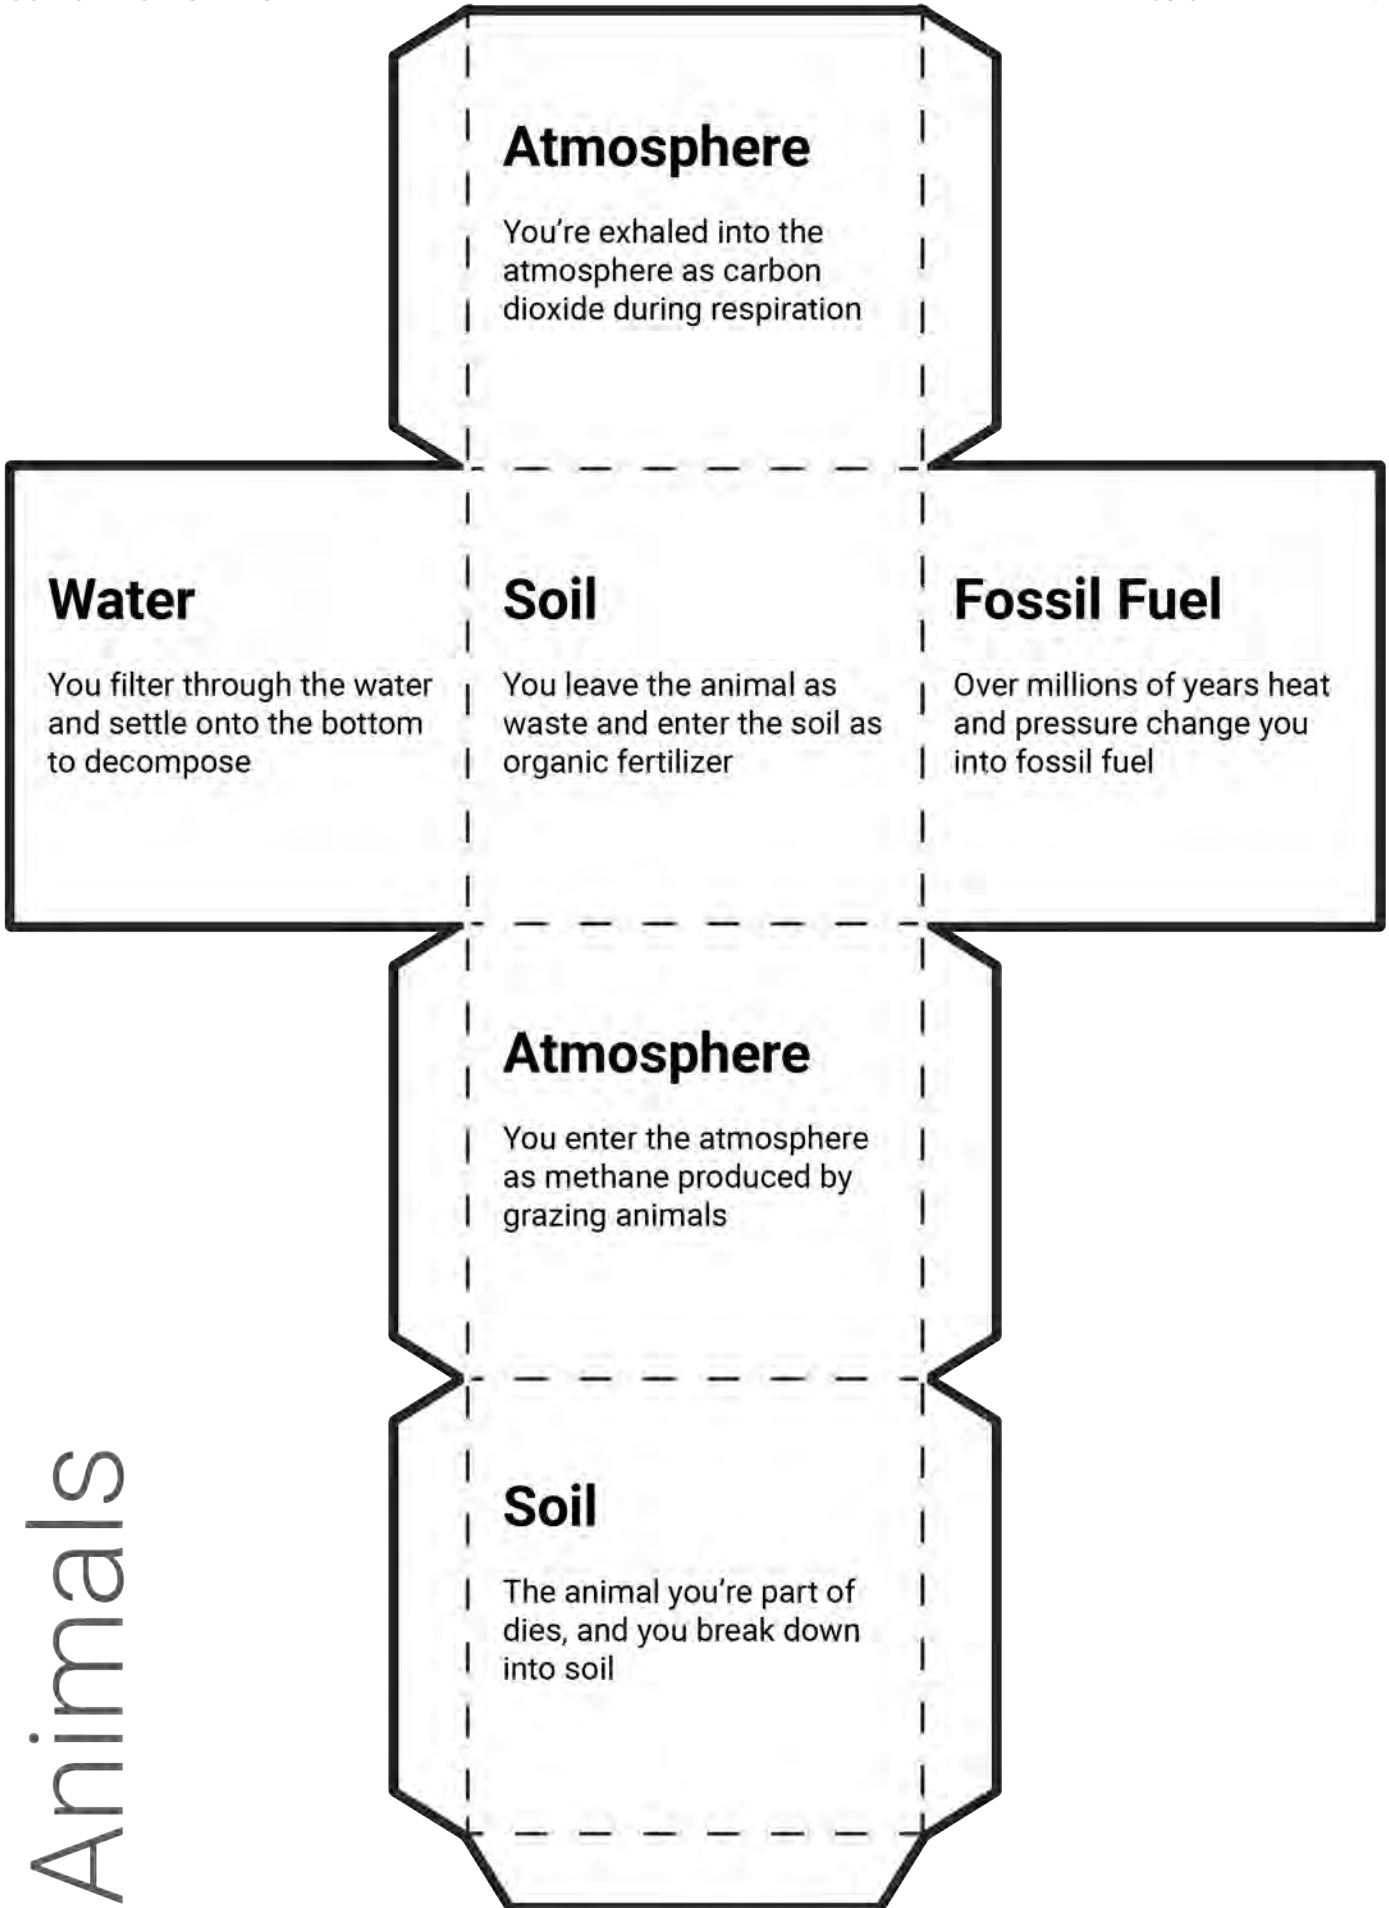 Atmosphere
You're exhaled into the
atmosphere as carbon
dioxide during respiration
Water
You filter through the water
and settle onto the bottom
to decompose
Soil
You leave the animal as
waste and enter the soil as
organic fertilizer
Fossil Fuel
Over millions of years heat
and pressure change you
into fossil fuel
Atmosphere
You enter the atmosphere
as methane produced by
grazing animals
Soil
The animal you're part of
dies, and you break down
into soil
Animals